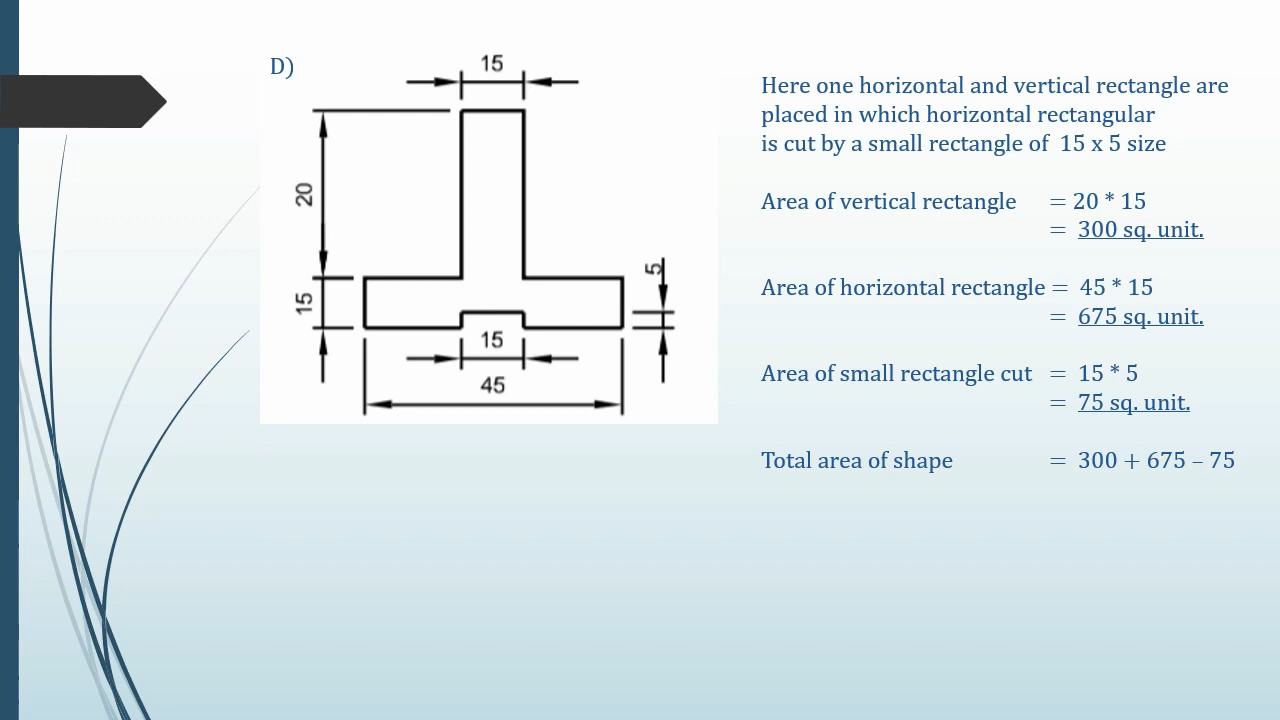 D)
15
20
15
5
15
45
Here one horizontal and vertical rectangle are
placed in which horizontal rectangular
is cut by a small rectangle of 15 x 5 size
Area of vertical rectangle = 20 * 15
= 300 sq. unit.
Area of horizontal rectangle = 45 * 15
= 675 sq. unit.
Area of small rectangle cut = 15 * 5
= 75 sq. unit.
Total area of shape = 300 + 675 – 75